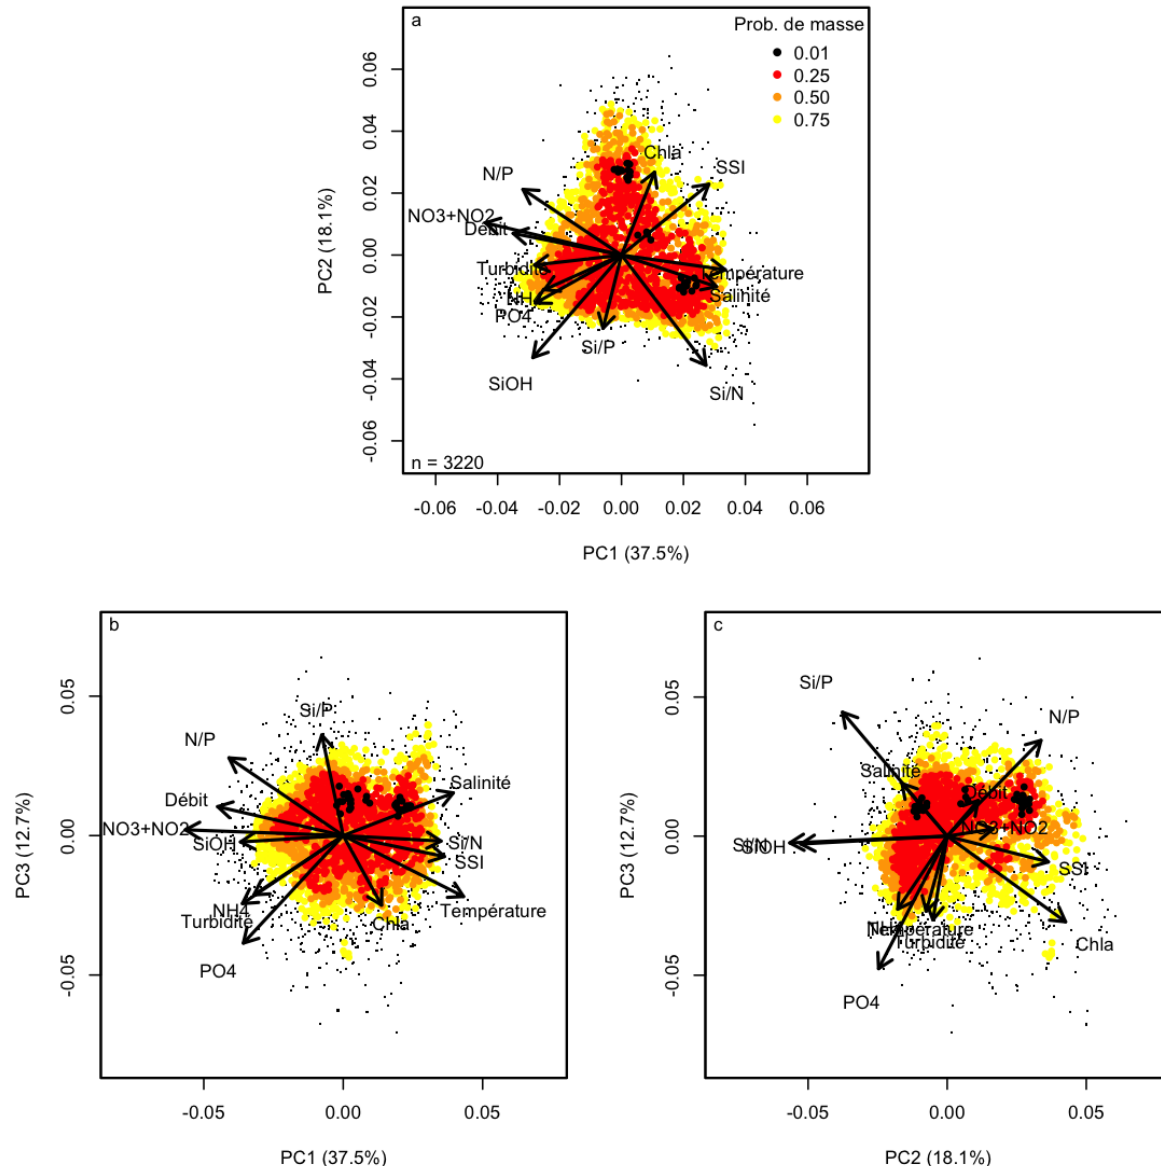 a
Prob. de masse
0.01
0.25
0.50
0.75
0.06
0.04
0.02
0.00
-0.02
-0.04
-0.06
PC2 (18.1%)
Chla
SSI
N/P
NO3+NO2
Débit
Turbidité
Température
NH4
Salinité
PO4
Si/P
SiOH
Si/N
n = 3220
-0.06 -0.04 -0.02 0.00 0.02 0.04 0.06
PC1 (37.5%)
b
0.05
0.00
-0.05
PC3 (12.7%)
Si/P
N/P
Salinité
Débit
NO3+NO2
SiOH
Si/N
SSI
NH4
Température
Turbidité
Chla
PO4
-0.05 0.00 0.05
PC1 (37.5%)
c
0.05
0.00
-0.05
PC3 (12.7%)
Si/P
N/P
Salinité
Débit
NO3+NO2
Si/N
SiOH
SSI
NH4
Température
Turbidité
Chla
PO4
-0.05 0.00 0.05
PC2 (18.1%)